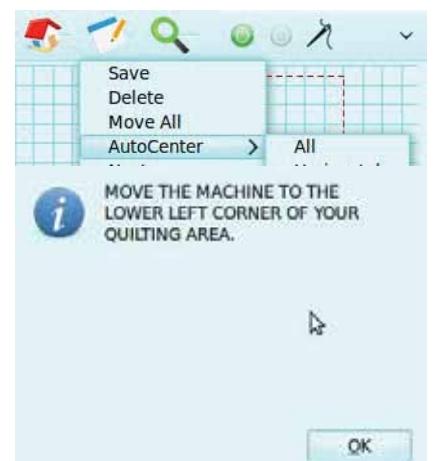 Save
Delete
Move All
AutoCenter > All
MOVE THE MACHINE TO THE
LOWER LEFT CORNER OF YOUR
QUILTING AREA.
OK